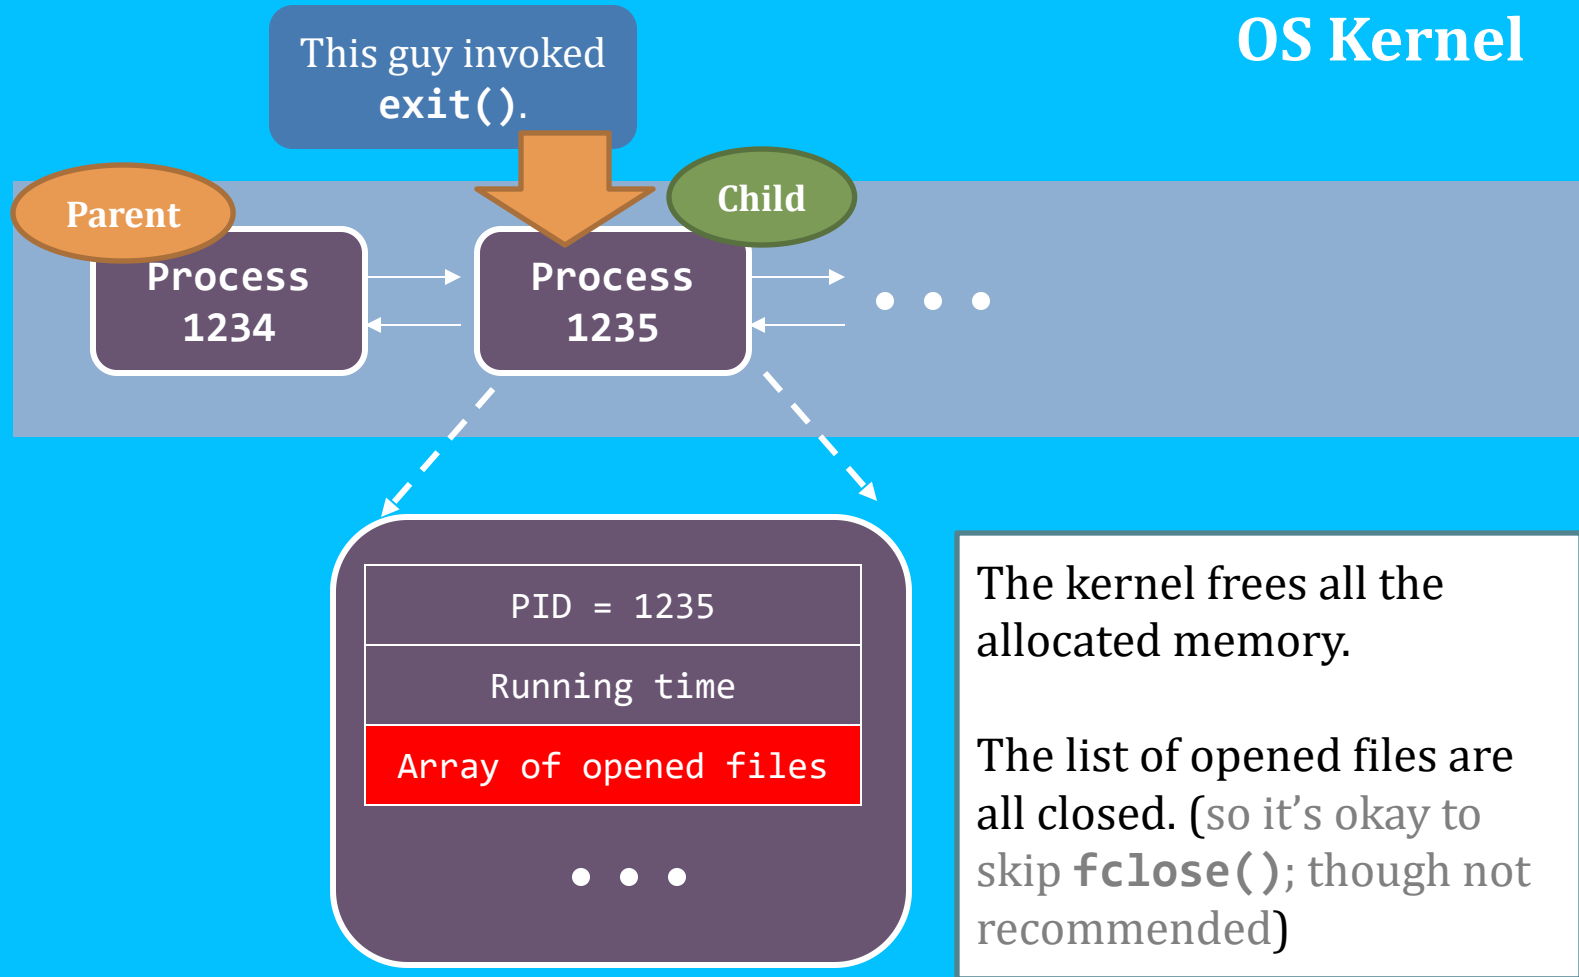 OS Kernel
This guy invoked
exit().
Parent
Child
Process
1234
Process
1235
PID = 1235
Running time
Array of opened files
The kernel frees all the
allocated memory.
The list of opened files are
all closed. (so it’s okay to
skip fclose(); though not
recommended)